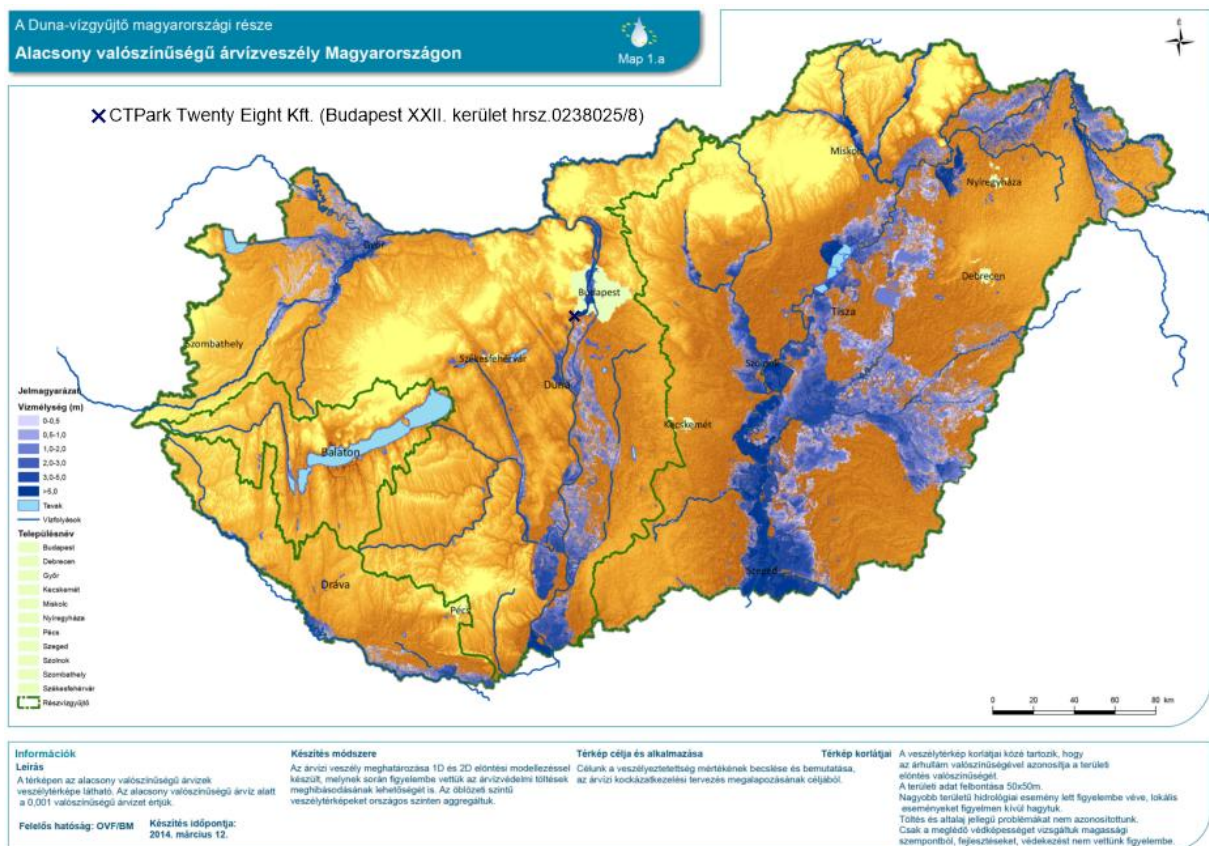 A Duna-vízgyűjtő magyarországi része
Alacsony valószínűségű árvízveszély Magyarországon
Map 1.a
É
CTPark Twenty Eight Kft. (Budapest XXII. kerület hrsz.0238025/8)
Miskolc
Nyíregyháza
Győr
Budapest
Debrecen
Tisza
Szombathely
Székesfehérvár
Szolnok
Duna
Kecskemét
Balaton
Szeged
Dráva
Pécs
Jelmagyarázat
Vízmélység (m)
0-0,5
0,5-1,0
1,0-2,0
2,0-3,0
3,0-5,0
>5,0
Tavak
Vízfolyások
Településnév
Budapest
Debrecen
Győr
Kecskemét
Miskolc
Nyíregyháza
Pécs
Szeged
Szolnok
Szombathely
Székesfehérvár
Részvízgyűjtő
0 20 40 60 80 km
Információk
Leírás
A térképen az alacsony valószínűségű árvizek
veszélytérképe látható. Az alacsony valószínűségű árvíz alatt
a 0,001 valószínűségű árvizet értjük.
Felelős hatóság: OVF/BM
Készítés időpontja:
2014. március 12.
Készítés módszere
Az árvízi veszély meghatározása 1D és 2D elöntési modellezéssel
készült, melynek során figyelembe vettük az árvízvédelmi töltések
meghibásodásának lehetőségét is. Az öblözeti szintű
veszélytérképeket országos szinten aggregáltuk.
Térkép célja és alkalmazása
Célunk a veszélyeztetettség mértékének becslése és bemutatása,
az árvízi kockázatkezelési tervezés megalapozásának céljából.
Térkép korlátjai
A veszélytérkép korlátjai közé tartozik, hogy
az árhullám valószínűségével azonosítja a területi
elöntés valószínűségét.
A területi adat felbontása 50x50m.
Nagyobb területű hidrológiai esemény lett figyelembe véve, lokális
eseményeket figyelmen kívül hagytuk.
Töltés és altalaj jellegű problémákat nem azonosítottunk.
Csak a meglédő védképességet vizsgáltuk magassági
szempontból, fejlesztéseket, védekezést nem vettünk figyelembe.